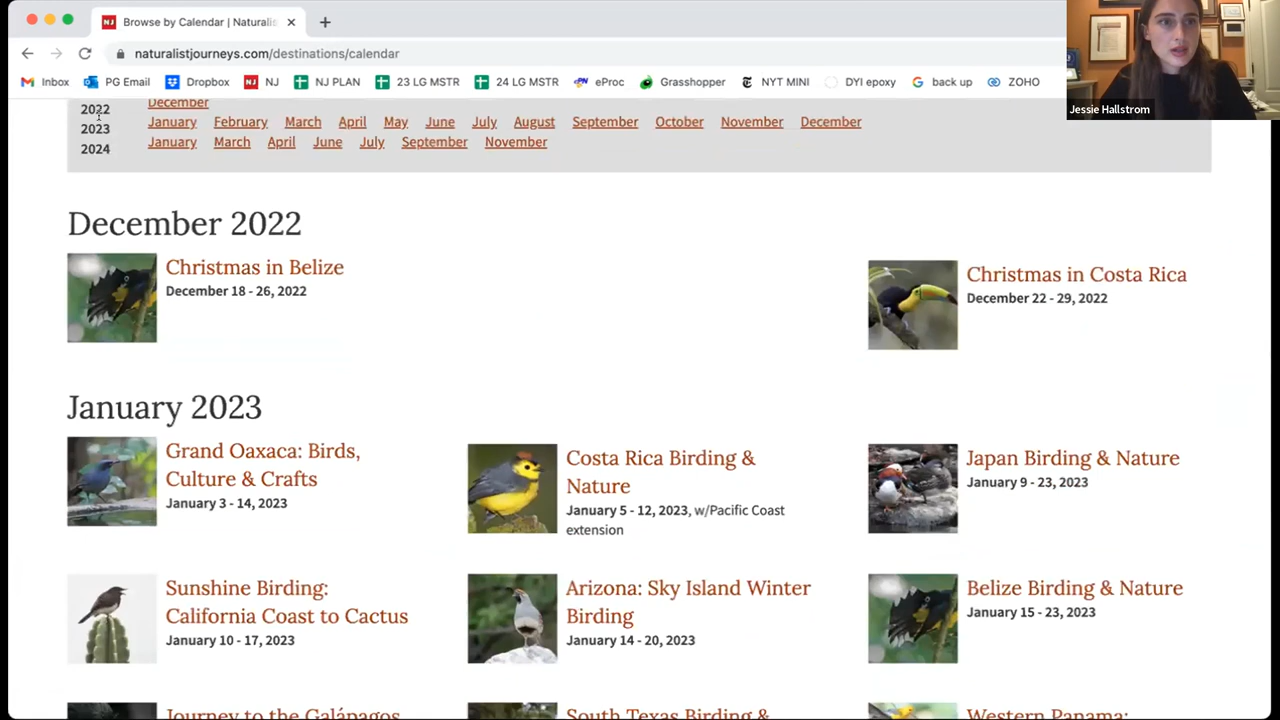 Browse by Calendar | Naturalis
naturalistjourneys.com/destinations/calendar
Inbox PG Email Dropbox NJ NJ PLAN 23 LG MSTR 24 LG MSTR eProc Grasshopper NYT MINI DYI epoxy back up ZOHO
Jessie Hallstrom
2022 December
2023 January February March April May June July August September October November December
2024 January March April June July September November
December 2022
Christmas in Belize
December 18 - 26, 2022
Christmas in Costa Rica
December 22 - 29, 2022
January 2023
Grand Oaxaca: Birds,
Culture & Crafts
January 3 - 14, 2023
Costa Rica Birding &
Nature
January 5 - 12, 2023, w/Pacific Coast
extension
Japan Birding & Nature
January 9 - 23, 2023
Sunshine Birding:
California Coast to Cactus
January 10 - 17, 2023
Arizona: Sky Island Winter
Birding
January 14 - 20, 2023
Belize Birding & Nature
January 15 - 23, 2023
Journey to the Galápagos
South Texas Birding &
Western Panama: